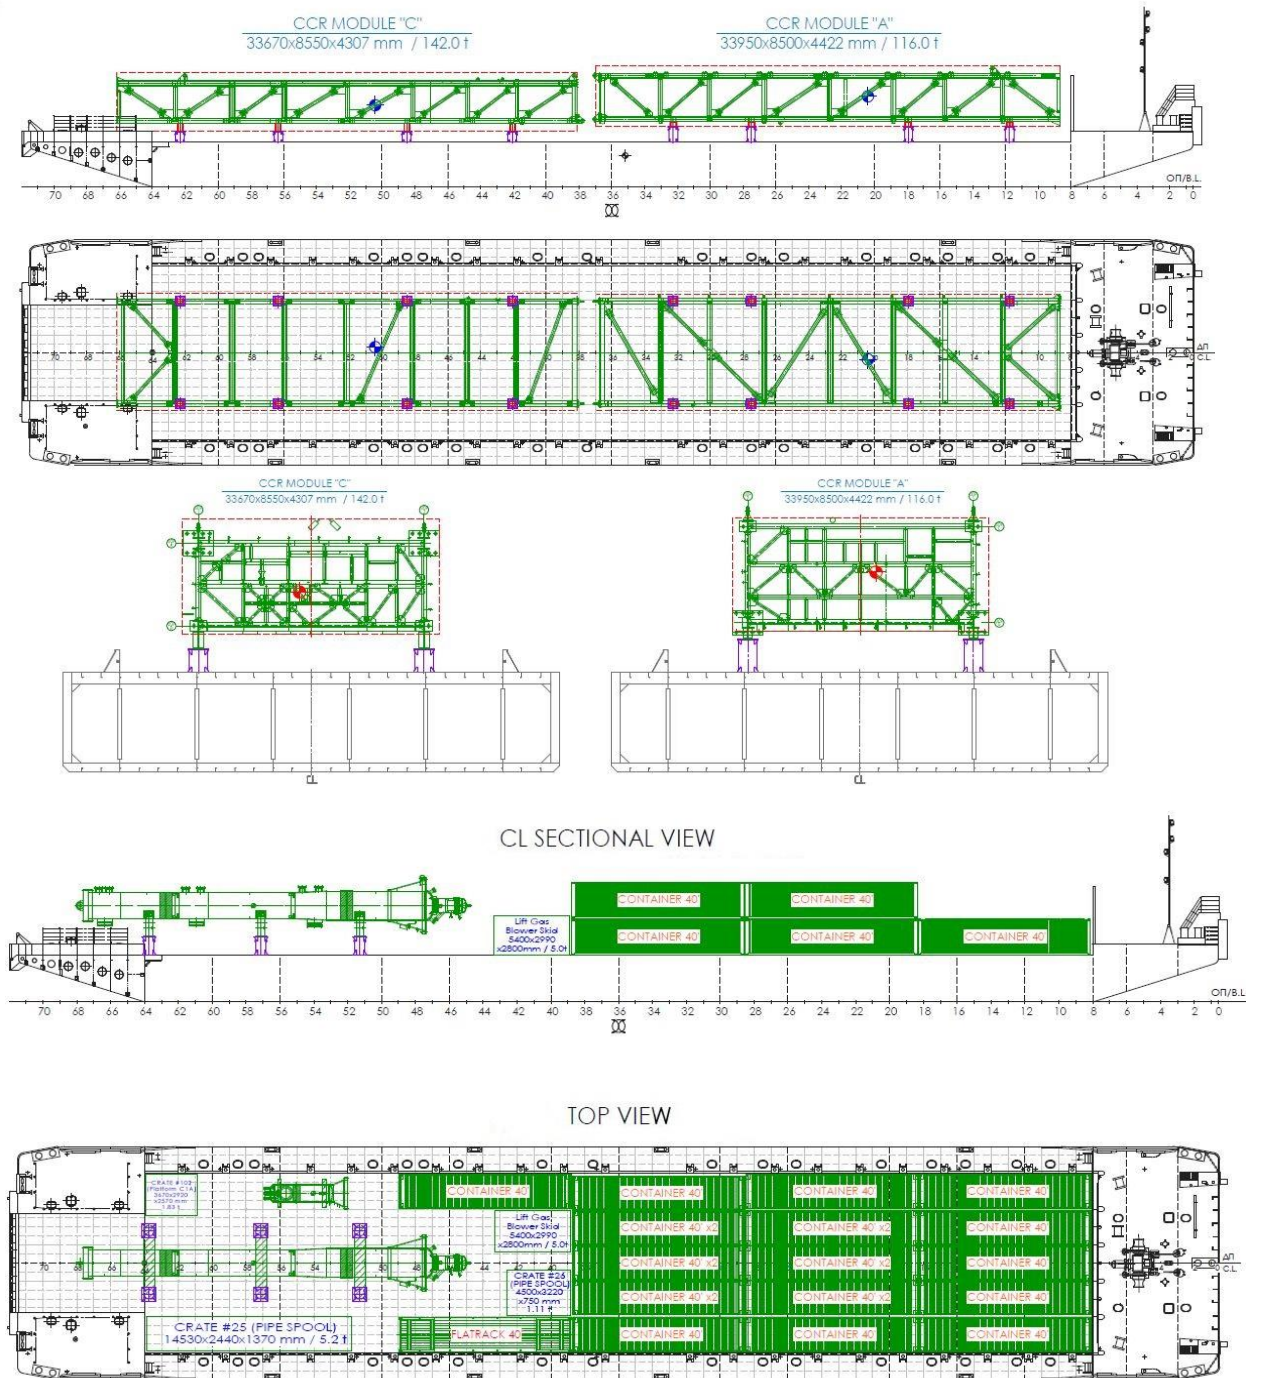 CCR MODULE "C"
33670x8550x4307 mm / 142.0 t
CCR MODULE "A"
33950x8500x4422 mm / 116.0 t
ОП/B.L.
70 68 66 64 62 60 58 56 54 52 50 48 46 44 42 40 38 36 34 32 30 28 26 24 22 20 18 16 14 12 10 8 6 4 2 0
ДП
C.L.
CCR MODULE "C"
33670x8550x4307 mm / 142.0 t
CCR MODULE "A"
33950x8500x4422 mm / 116.0 t
CL SECTIONAL VIEW
CONTAINER 40'
CONTAINER 40'
Lift Gas
Blower Skid
5400x2990
x2800mm / 5.0t
CONTAINER 40'
CONTAINER 40'
CONTAINER 40'
ОП/B.L
70 68 66 64 62 60 58 56 54 52 50 48 46 44 42 40 38 36 34 32 30 28 26 24 22 20 18 16 14 12 10 8 6 4 2 0
TOP VIEW
CRATE #102
(Platform C1A)
3670x2920
x2570 mm
CONTAINER 40'
CONTAINER 40'
CONTAINER 40'
CONTAINER 40'
Lift Gas
Blower Skid
5400x2990
x2800mm / 5.0t
CONTAINER 40' x2
CONTAINER 40' x2
CONTAINER 40'
CONTAINER 40' x2
CONTAINER 40' x2
CONTAINER 40'
ДП
C.L.
CRATE #26
(PIPE SPOOL)
4500x3220
x750 mm
1.11 t
CONTAINER 40' x2
CONTAINER 40' x2
CONTAINER 40'
CRATE #25 (PIPE SPOOL)
14530x2440x1370 mm / 5.2 t
FLATRACK 40'
CONTAINER 40'
CONTAINER 40'
CONTAINER 40'